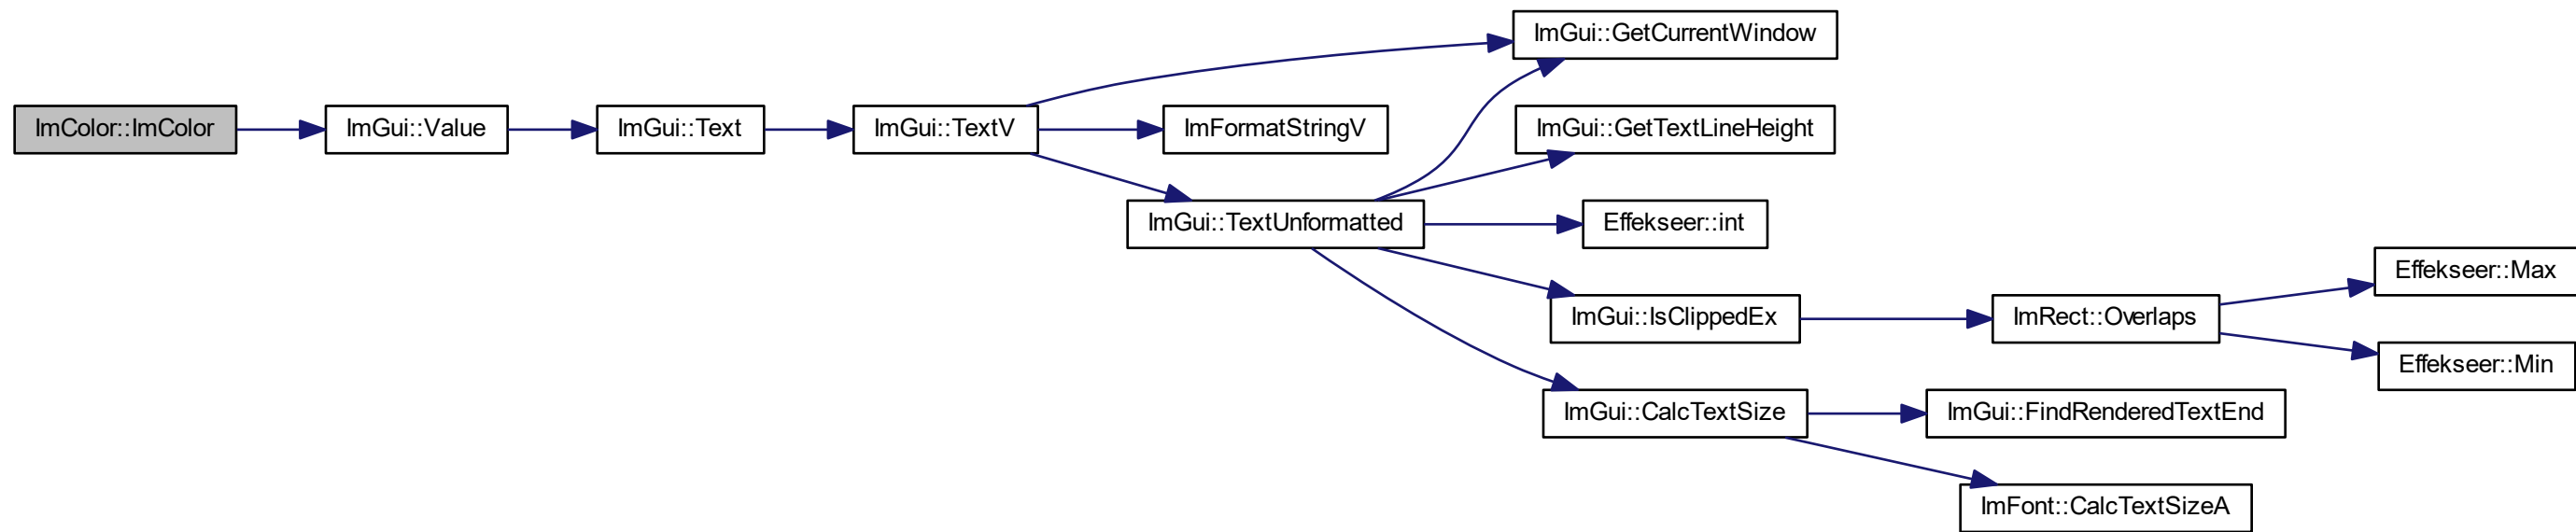 ImGui::GetCurrentWindow
ImColor::ImColor
ImGui::Value
ImGui::Text
ImGui::TextV
ImFormatStringV
ImGui::GetTextLineHeight
ImGui::TextUnformatted
Effekseer::int
Effekseer::Max
ImGui::IsClippedEx
ImRect::Overlaps
Effekseer::Min
ImGui::CalcTextSize
ImGui::FindRenderedTextEnd
ImFont::CalcTextSizeA